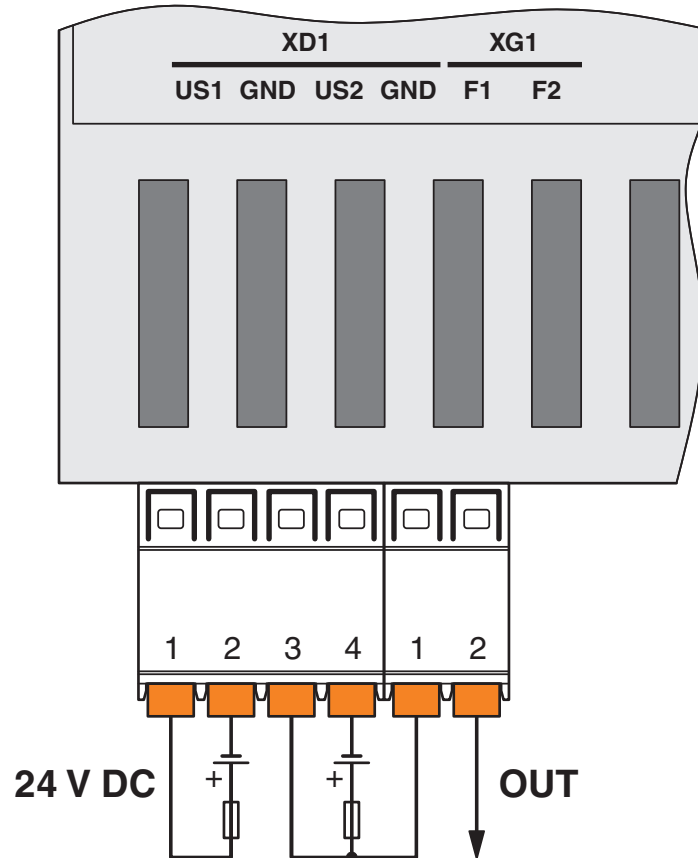 XD1 XG1
US1 GND US2 GND F1 F2
1 2 3 4 1 2
24 V DC + + OUT